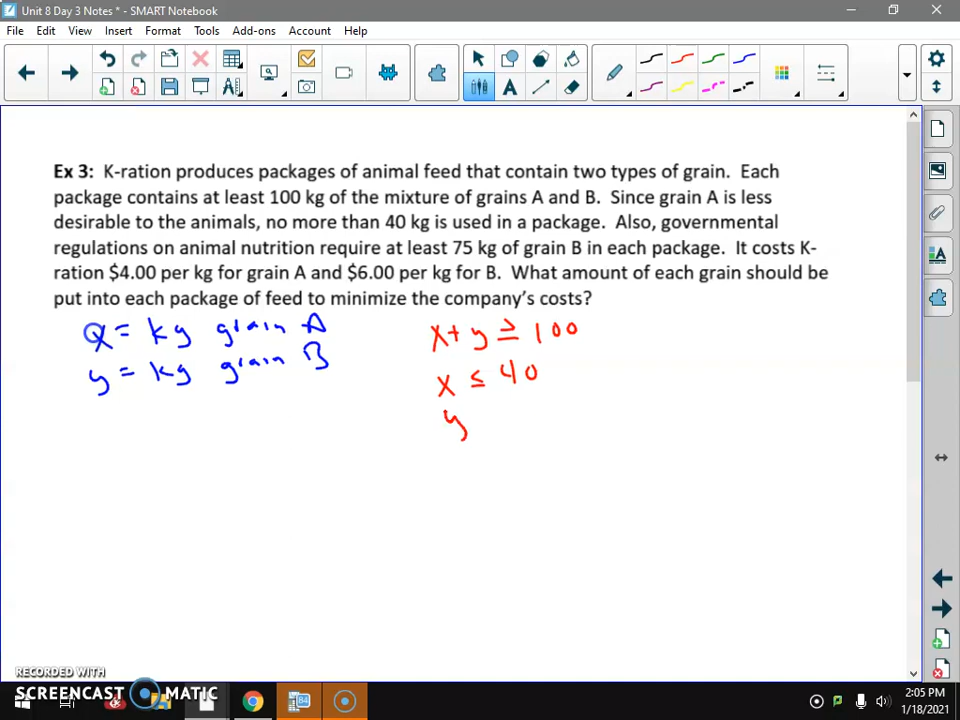 Unit 8 Day 3 Notes * - SMART Notebook
File Edit View Insert Format Tools Add-ons Account Help
Ex 3: K-ration produces packages of animal feed that contain two types of grain. Each
package contains at least 100 kg of the mixture of grains A and B. Since grain A is less
desirable to the animals, no more than 40 kg is used in a package. Also, governmental
regulations on animal nutrition require at least 75 kg of grain B in each package. It costs K-
ration $4.00 per kg for grain A and $6.00 per kg for B. What amount of each grain should be
put into each package of feed to minimize the company's costs?
x = kg grain A
y = kg grain B
x + y ≥ 100
x ≤ 40
y
RECORDED WITH
SCREENCAST MATIC
84
2:05 PM
1/18/2021